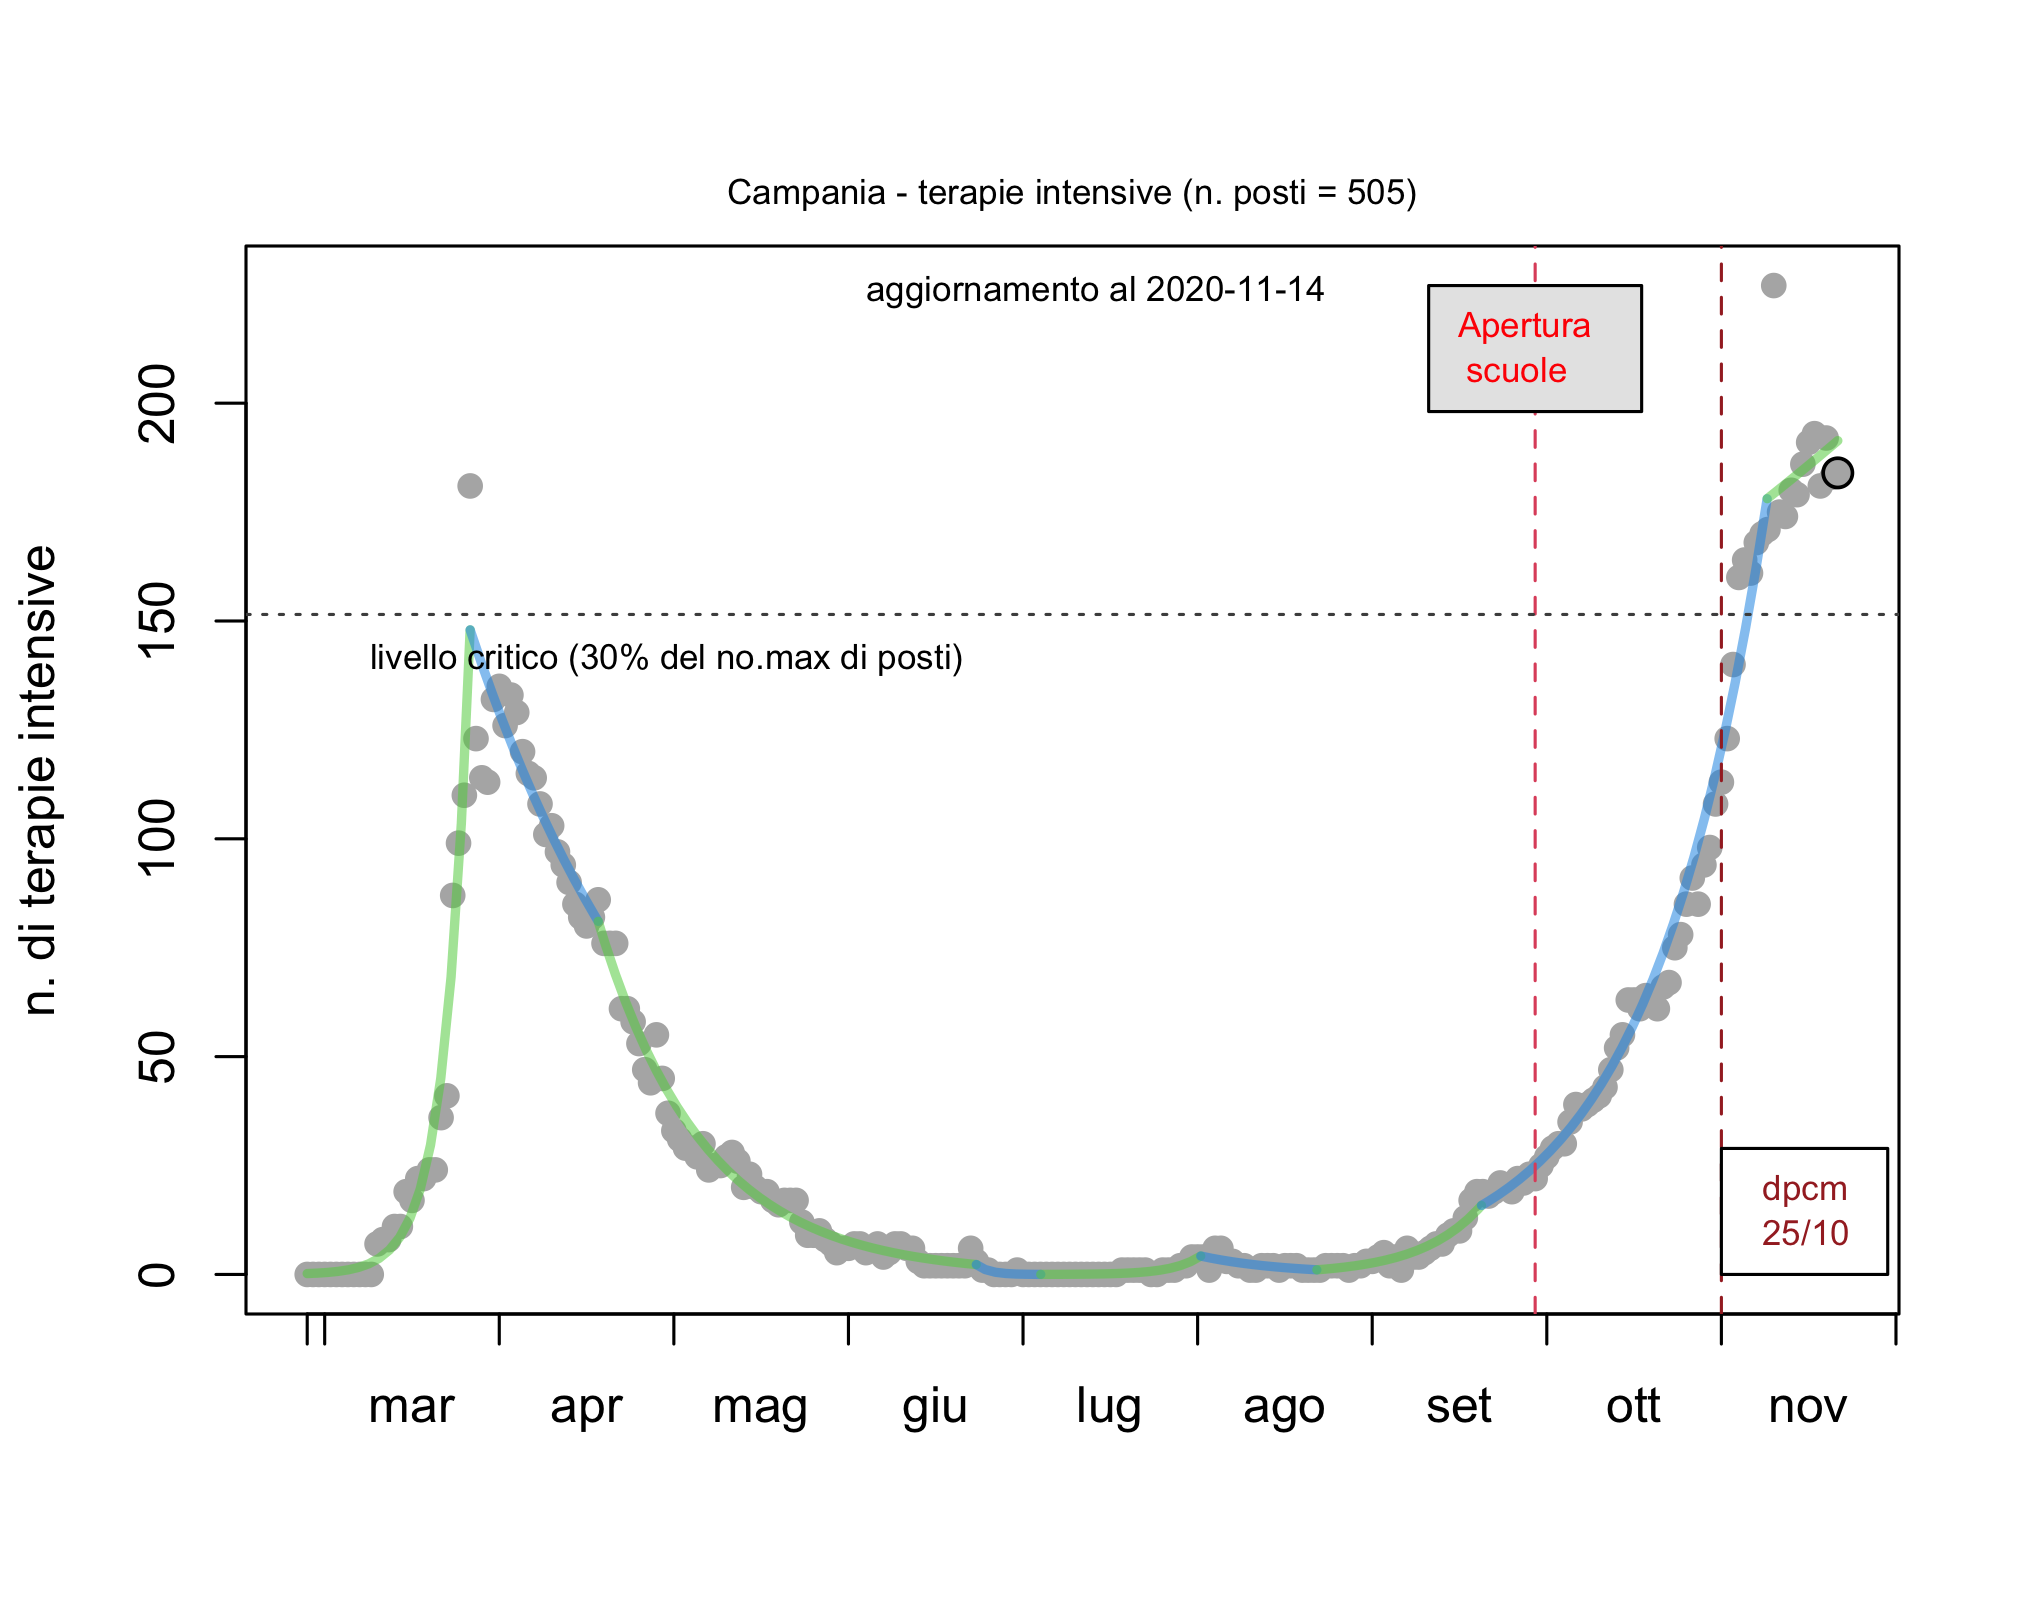 Campania - terapie intensive (n. posti = 505)
aggiornamento al 2020-11-14
Apertura
scuole
livello critico (30% del no.max di posti)
dpcm
25/10
n. di terapie intensive
200
150
100
50
0
mar apr mag giu lug ago set ott nov